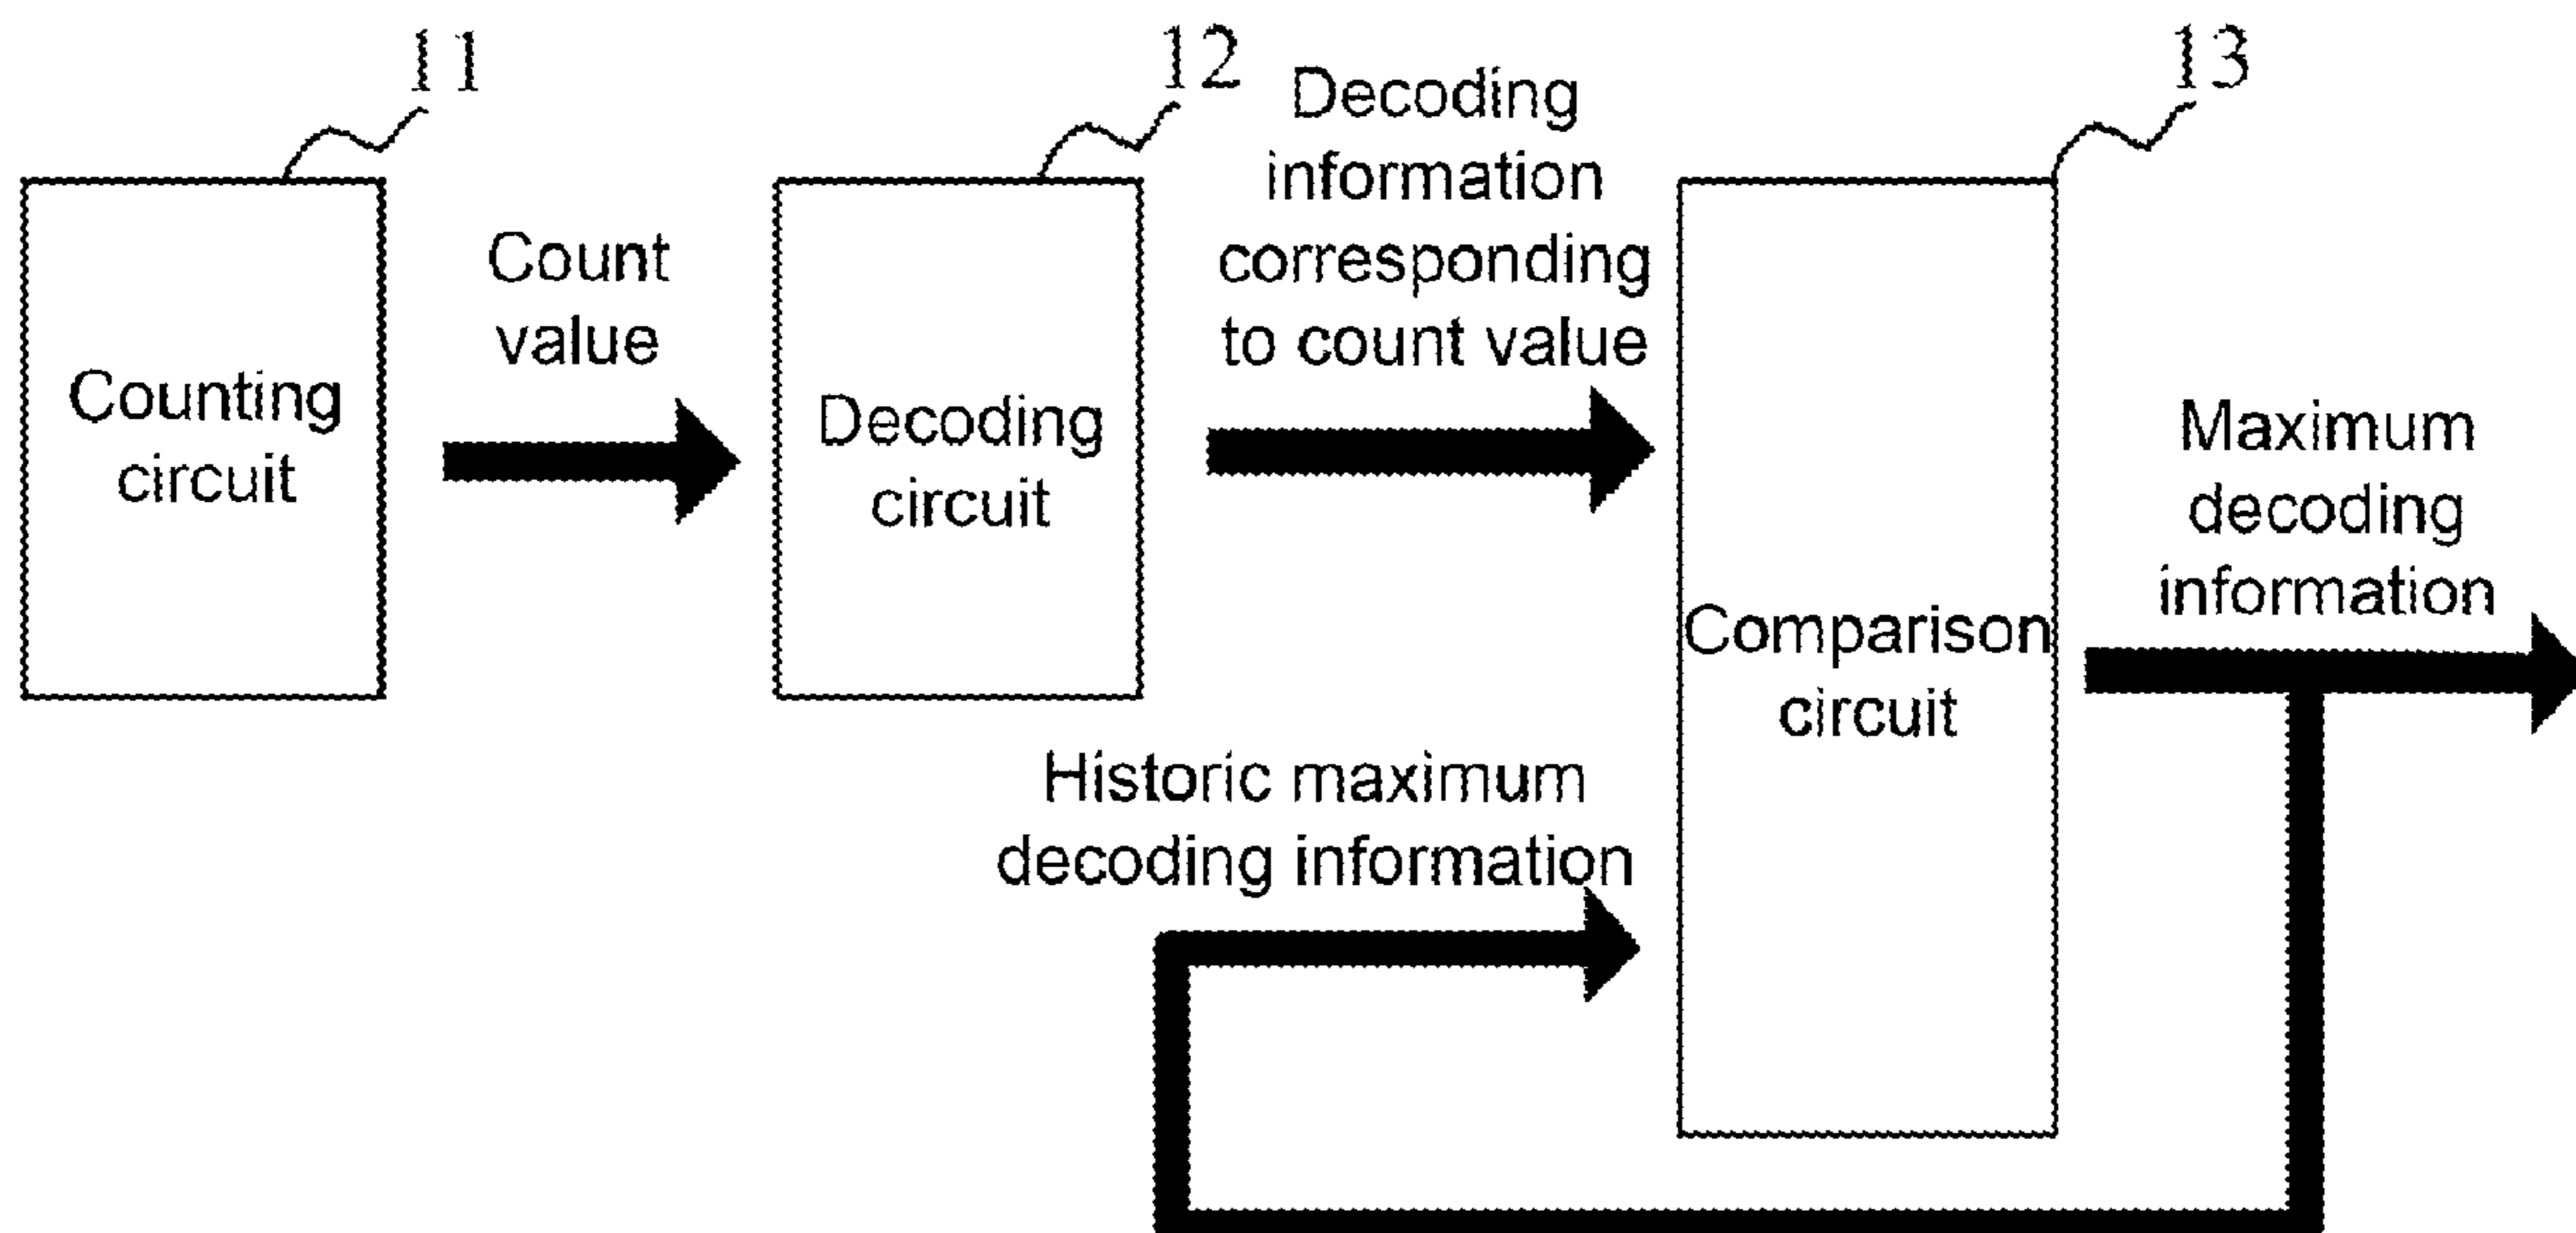 11
12
13
Counting
circuit
Count
value
Decoding
circuit
Decoding
information
corresponding
to count value
Historic maximum
decoding information
Comparison
circuit
Maximum
decoding
information